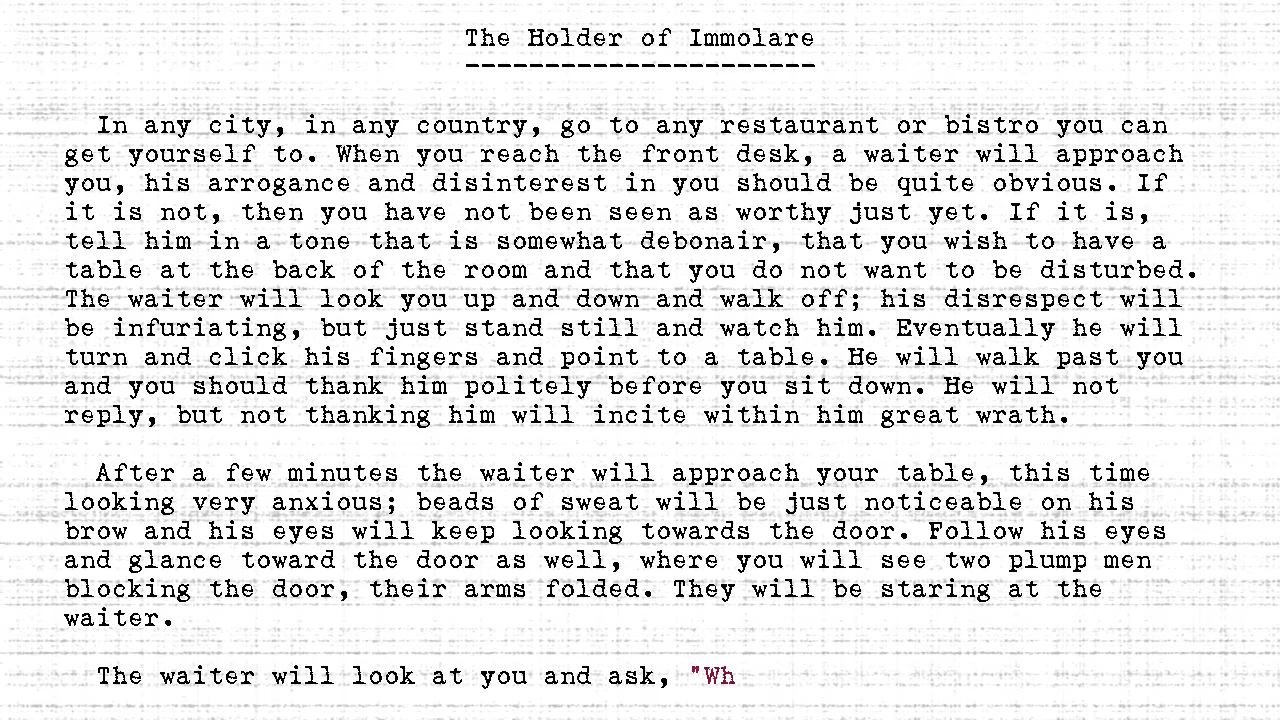 The Holder of Immolare
----------------------
In any city, in any country, go to any restaurant or bistro you can
get yourself to. When you reach the front desk, a waiter will approach
you, his arrogance and disinterest in you should be quite obvious. If
it is not, then you have not been seen as worthy just yet. If it is,
tell him in a tone that is somewhat debonair, that you wish to have a
table at the back of the room and that you do not want to be disturbed.
The waiter will look you up and down and walk off; his disrespect will
be infuriating, but just stand still and watch him. Eventually he will
turn and click his fingers and point to a table. He will walk past you
and you should thank him politely before you sit down. He will not
reply, but not thanking him will incite within him great wrath.
After a few minutes the waiter will approach your table, this time
looking very anxious; beads of sweat will be just noticeable on his
brow and his eyes will keep looking towards the door. Follow his eyes
and glance toward the door as well, where you will see two plump men
blocking the door, their arms folded. They will be staring at the
waiter.
The waiter will look at you and ask, "Wh